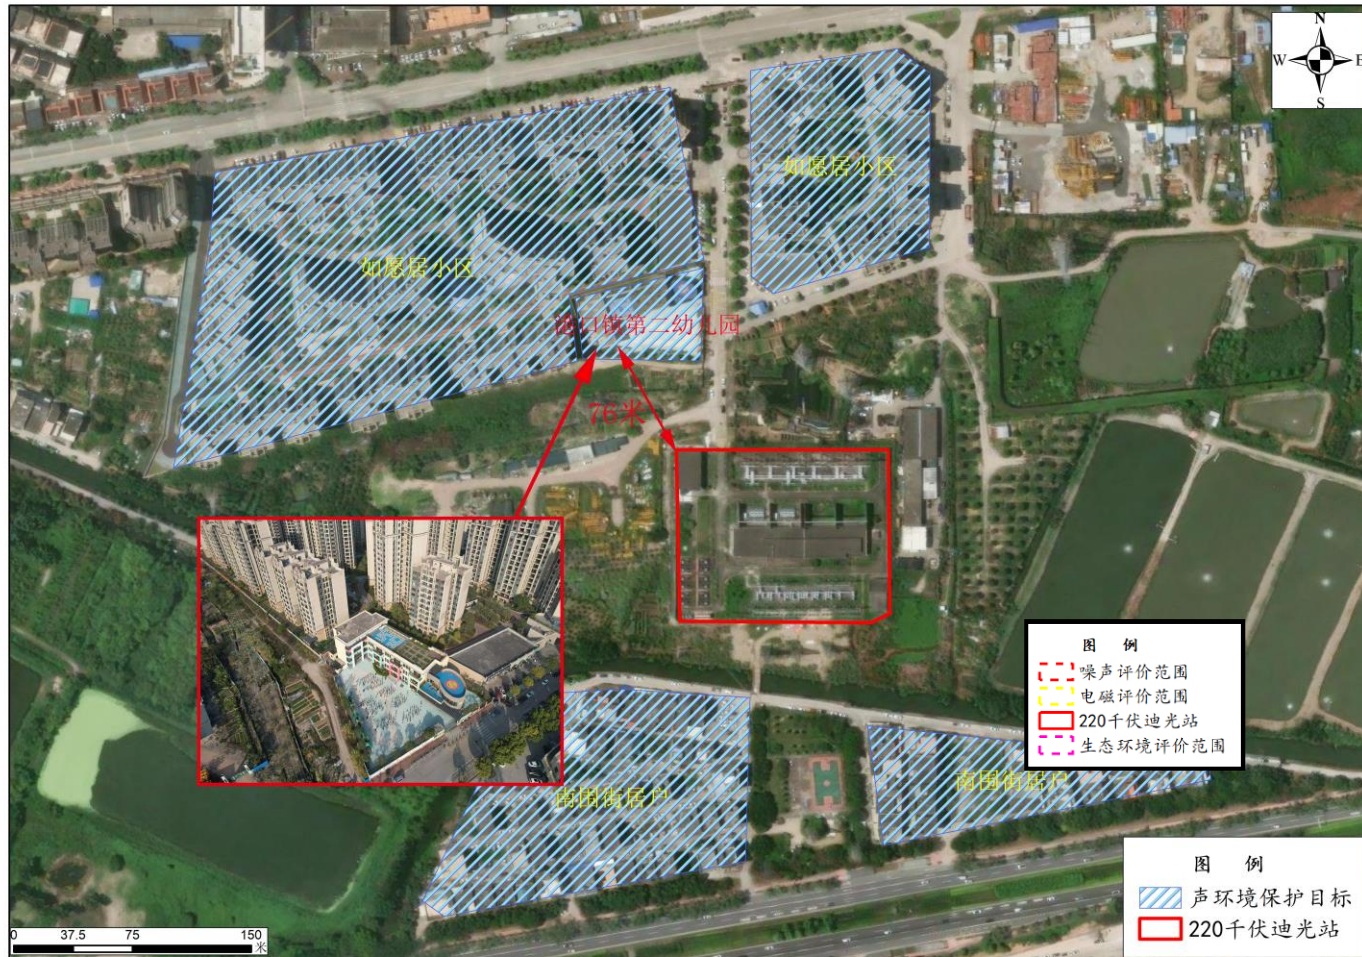 N
W
E
S
如愿居小区
如愿居小区
港口镇第二幼儿园
76米
图 例
噪声评价范围
电磁评价范围
220千伏迪光站
生态环境评价范围
南围街居户
南围街居户
图 例
声环境保护目标
220千伏迪光站
0 37.5 75 150
米